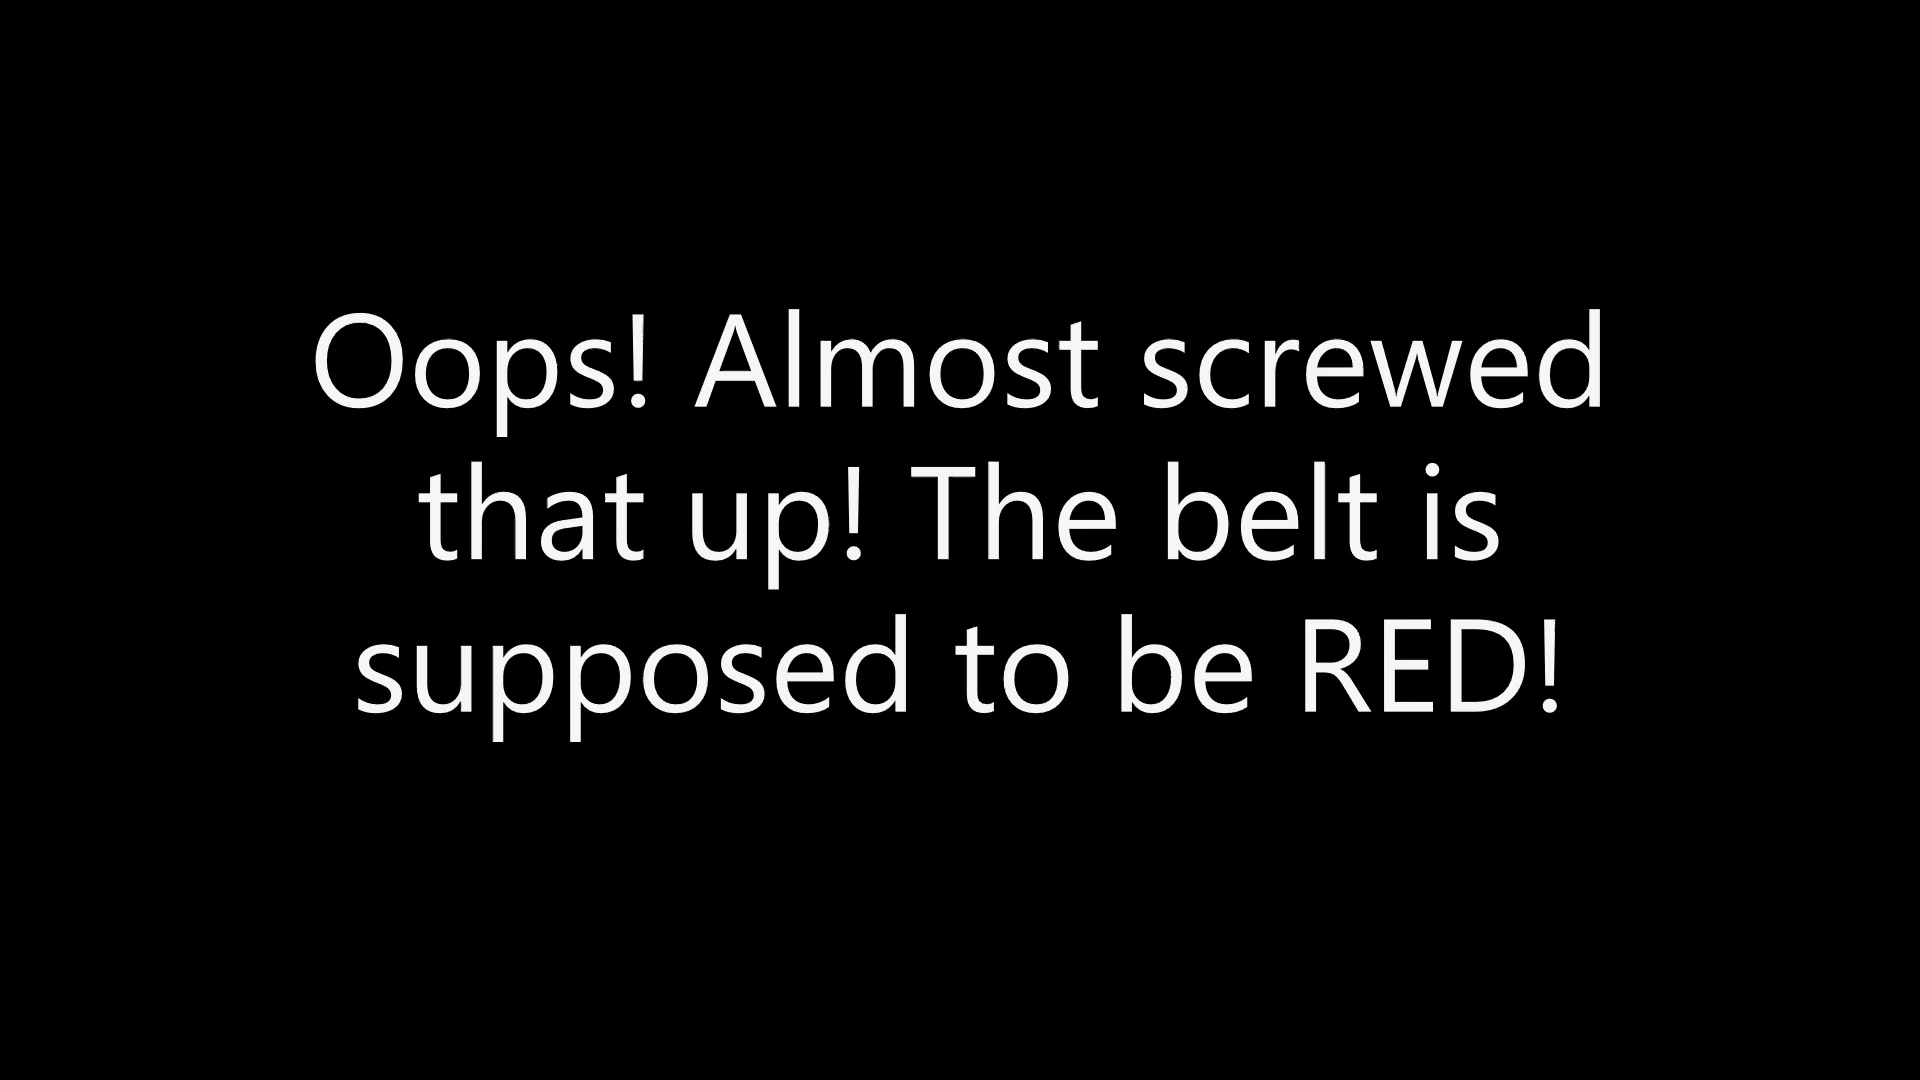 Oops! Almost screwed
that up! The belt is
supposed to be RED!